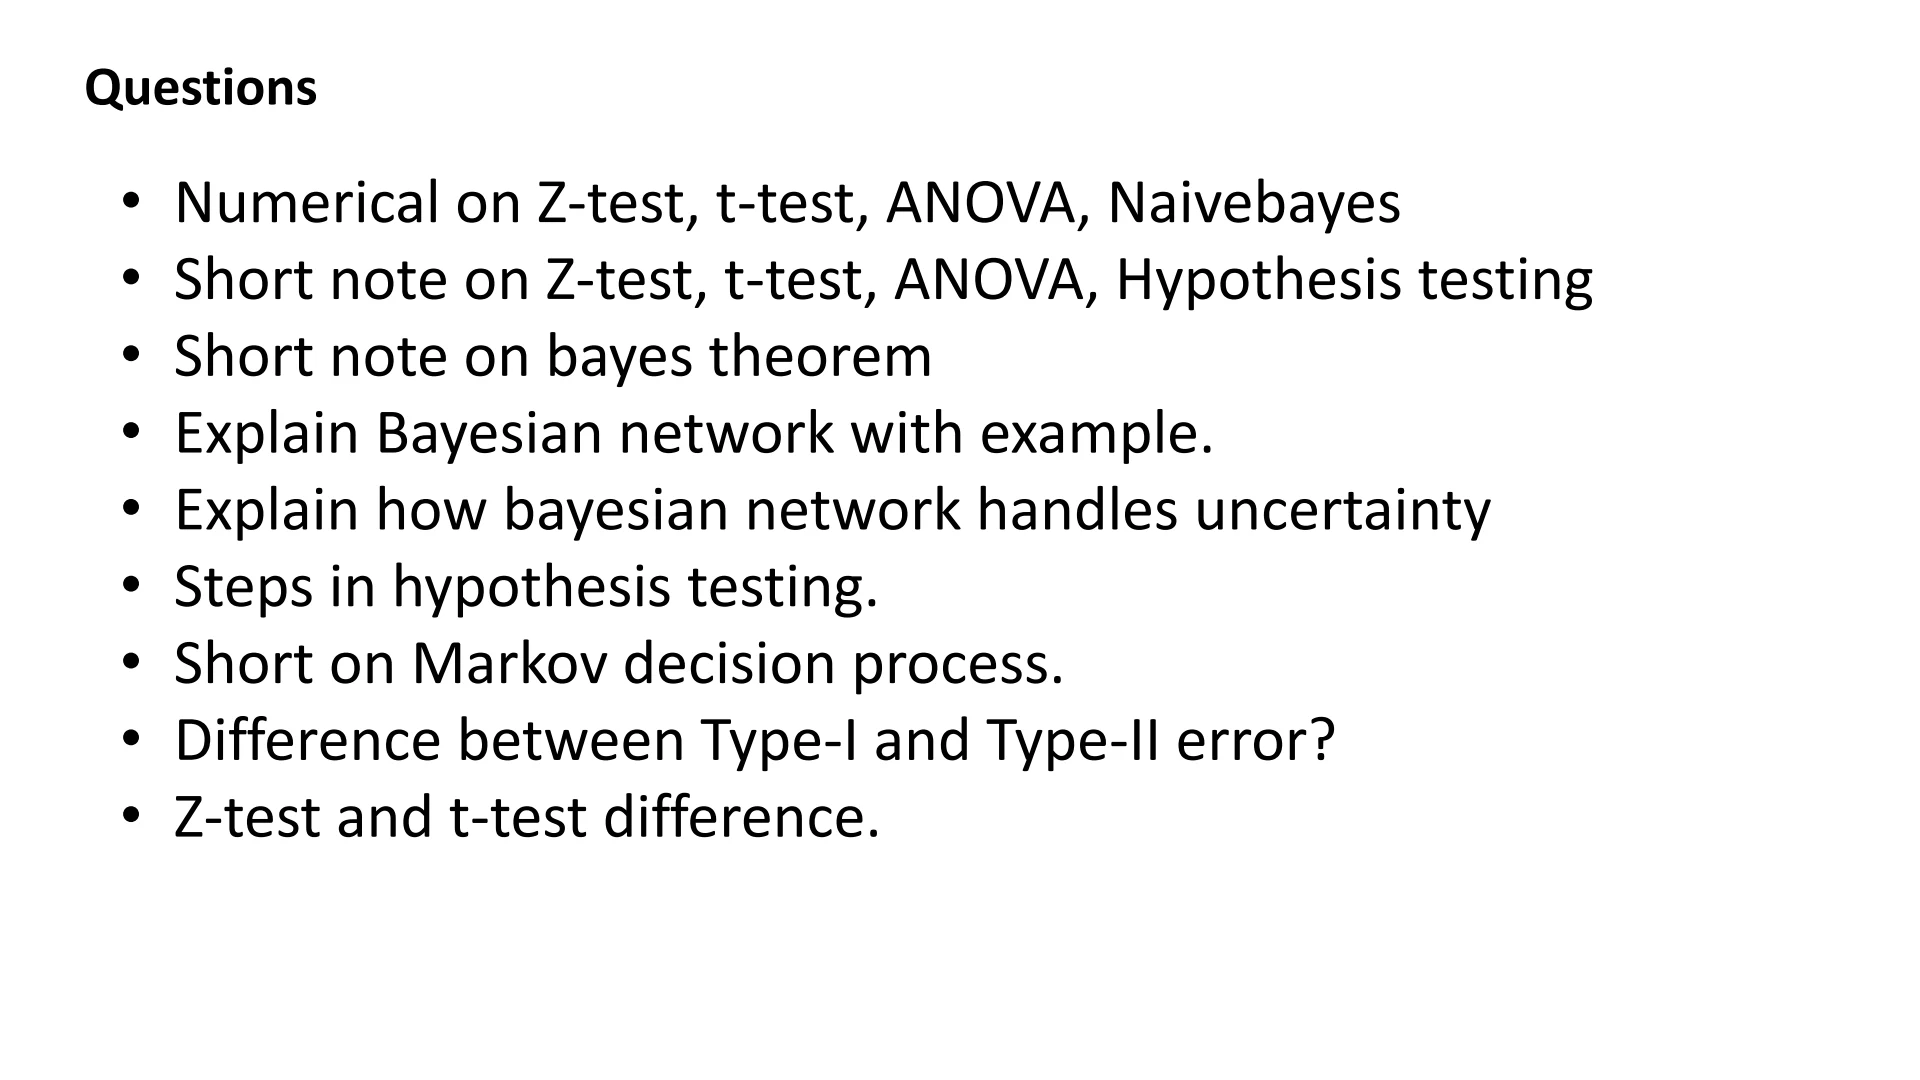 Questions
• Numerical on Z-test, t-test, ANOVA, Naivebayes
• Short note on Z-test, t-test, ANOVA, Hypothesis testing
• Short note on bayes theorem
• Explain Bayesian network with example.
• Explain how bayesian network handles uncertainty
• Steps in hypothesis testing.
• Short on Markov decision process.
• Difference between Type-I and Type-II error?
• Z-test and t-test difference.